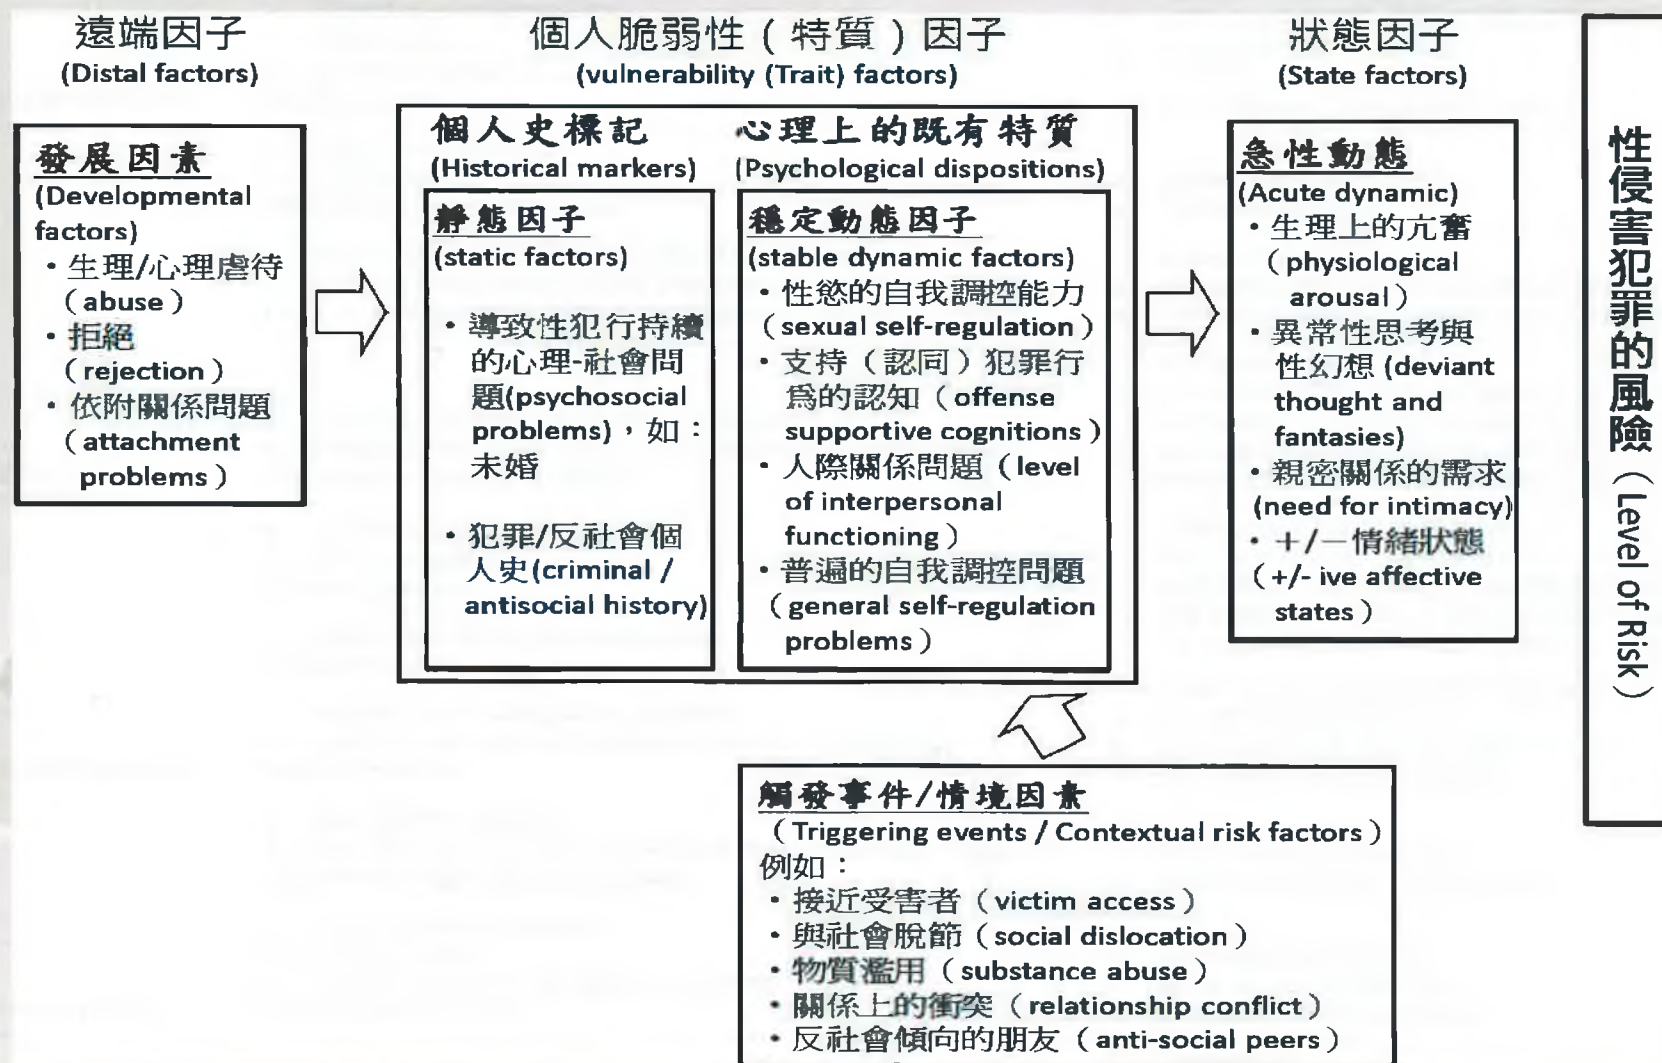 遠端因子
(Distal factors)
發展因素
(Developmental
factors)
・生理/心理虐待
（abuse）
・拒絕
（rejection）
・依附關係問題
（attachment
problems）
個人脆弱性（特質）因子
(vulnerability (Trait) factors)
個人史標記
(Historical markers)
靜態因子
(static factors)
・導致性犯行持續
的心理-社會問
題(psychosocial
problems)，如：
未婚
・犯罪/反社會個
人史(criminal /
antisocial history)
心理上的既有特質
(Psychological dispositions)
穩定動態因子
(stable dynamic factors)
・性慾的自我調控能力
（sexual self-regulation）
・支持（認同）犯罪行
為的認知（offense
supportive cognitions）
・人際關係問題（level
of interpersonal
functioning）
・普遍的自我調控問題
（general self-regulation
problems）
狀態因子
(State factors)
急性動態
(Acute dynamic)
・生理上的亢奮
（physiological
arousal）
・異常性思考與
性幻想 (deviant
thought and
fantasies)
・親密關係的需求
(need for intimacy)
・＋/－情緒狀態
（+/- ive affective
states）
性侵害犯罪的風險（Level of Risk）
觸發事件/情境因素
（Triggering events / Contextual risk factors）
例如：
・接近受害者（victim access）
・與社會脫節（social dislocation）
・物質濫用（substance abuse）
・關係上的衝突（relationship conflict）
・反社會傾向的朋友（anti-social peers）